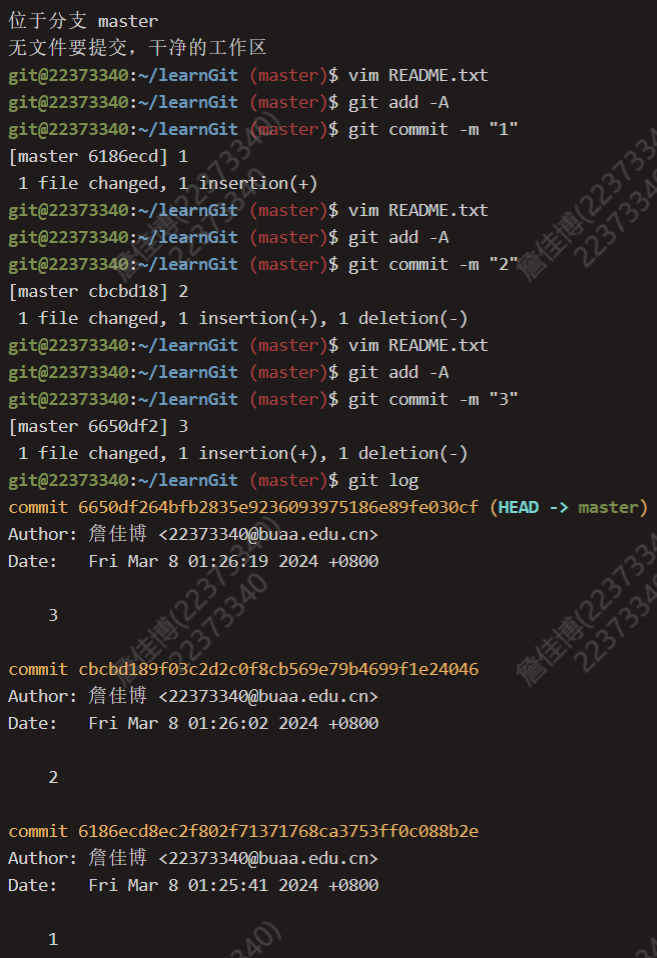 位于分支 master
无文件要提交，干净的工作区
git@22373340:~/learnGit (master)$ vim README.txt
git@22373340:~/learnGit (master)$ git add -A
git@22373340:~/learnGit (master)$ git commit -m "1"
[master 6186ecd] 1
 1 file changed, 1 insertion(+)
git@22373340:~/learnGit (master)$ vim README.txt
git@22373340:~/learnGit (master)$ git add -A
git@22373340:~/learnGit (master)$ git commit -m "2"
[master cbcbd18] 2
 1 file changed, 1 insertion(+), 1 deletion(-)
git@22373340:~/learnGit (master)$ vim README.txt
git@22373340:~/learnGit (master)$ git add -A
git@22373340:~/learnGit (master)$ git commit -m "3"
[master 6650df2] 3
 1 file changed, 1 insertion(+), 1 deletion(-)
git@22373340:~/learnGit (master)$ git log
commit 6650df264bfb2835e9236093975186e89fe030cf (HEAD -> master)
Author: 詹佳博 <22373340@buaa.edu.cn>
Date:   Fri Mar 8 01:26:19 2024 +0800

    3

commit cbcbd189f03c2d2c0f8cb569e79b4699f1e24046
Author: 詹佳博 <22373340@buaa.edu.cn>
Date:   Fri Mar 8 01:26:02 2024 +0800

    2

commit 6186ecd8ec2f802f71371768ca3753ff0c088b2e
Author: 詹佳博 <22373340@buaa.edu.cn>
Date:   Fri Mar 8 01:25:41 2024 +0800

    1
詹佳博(22373340)
22373340
詹佳博(22373340)
22373340
詹佳博(22373340)
22373340
詹佳博(22373340)
22373340